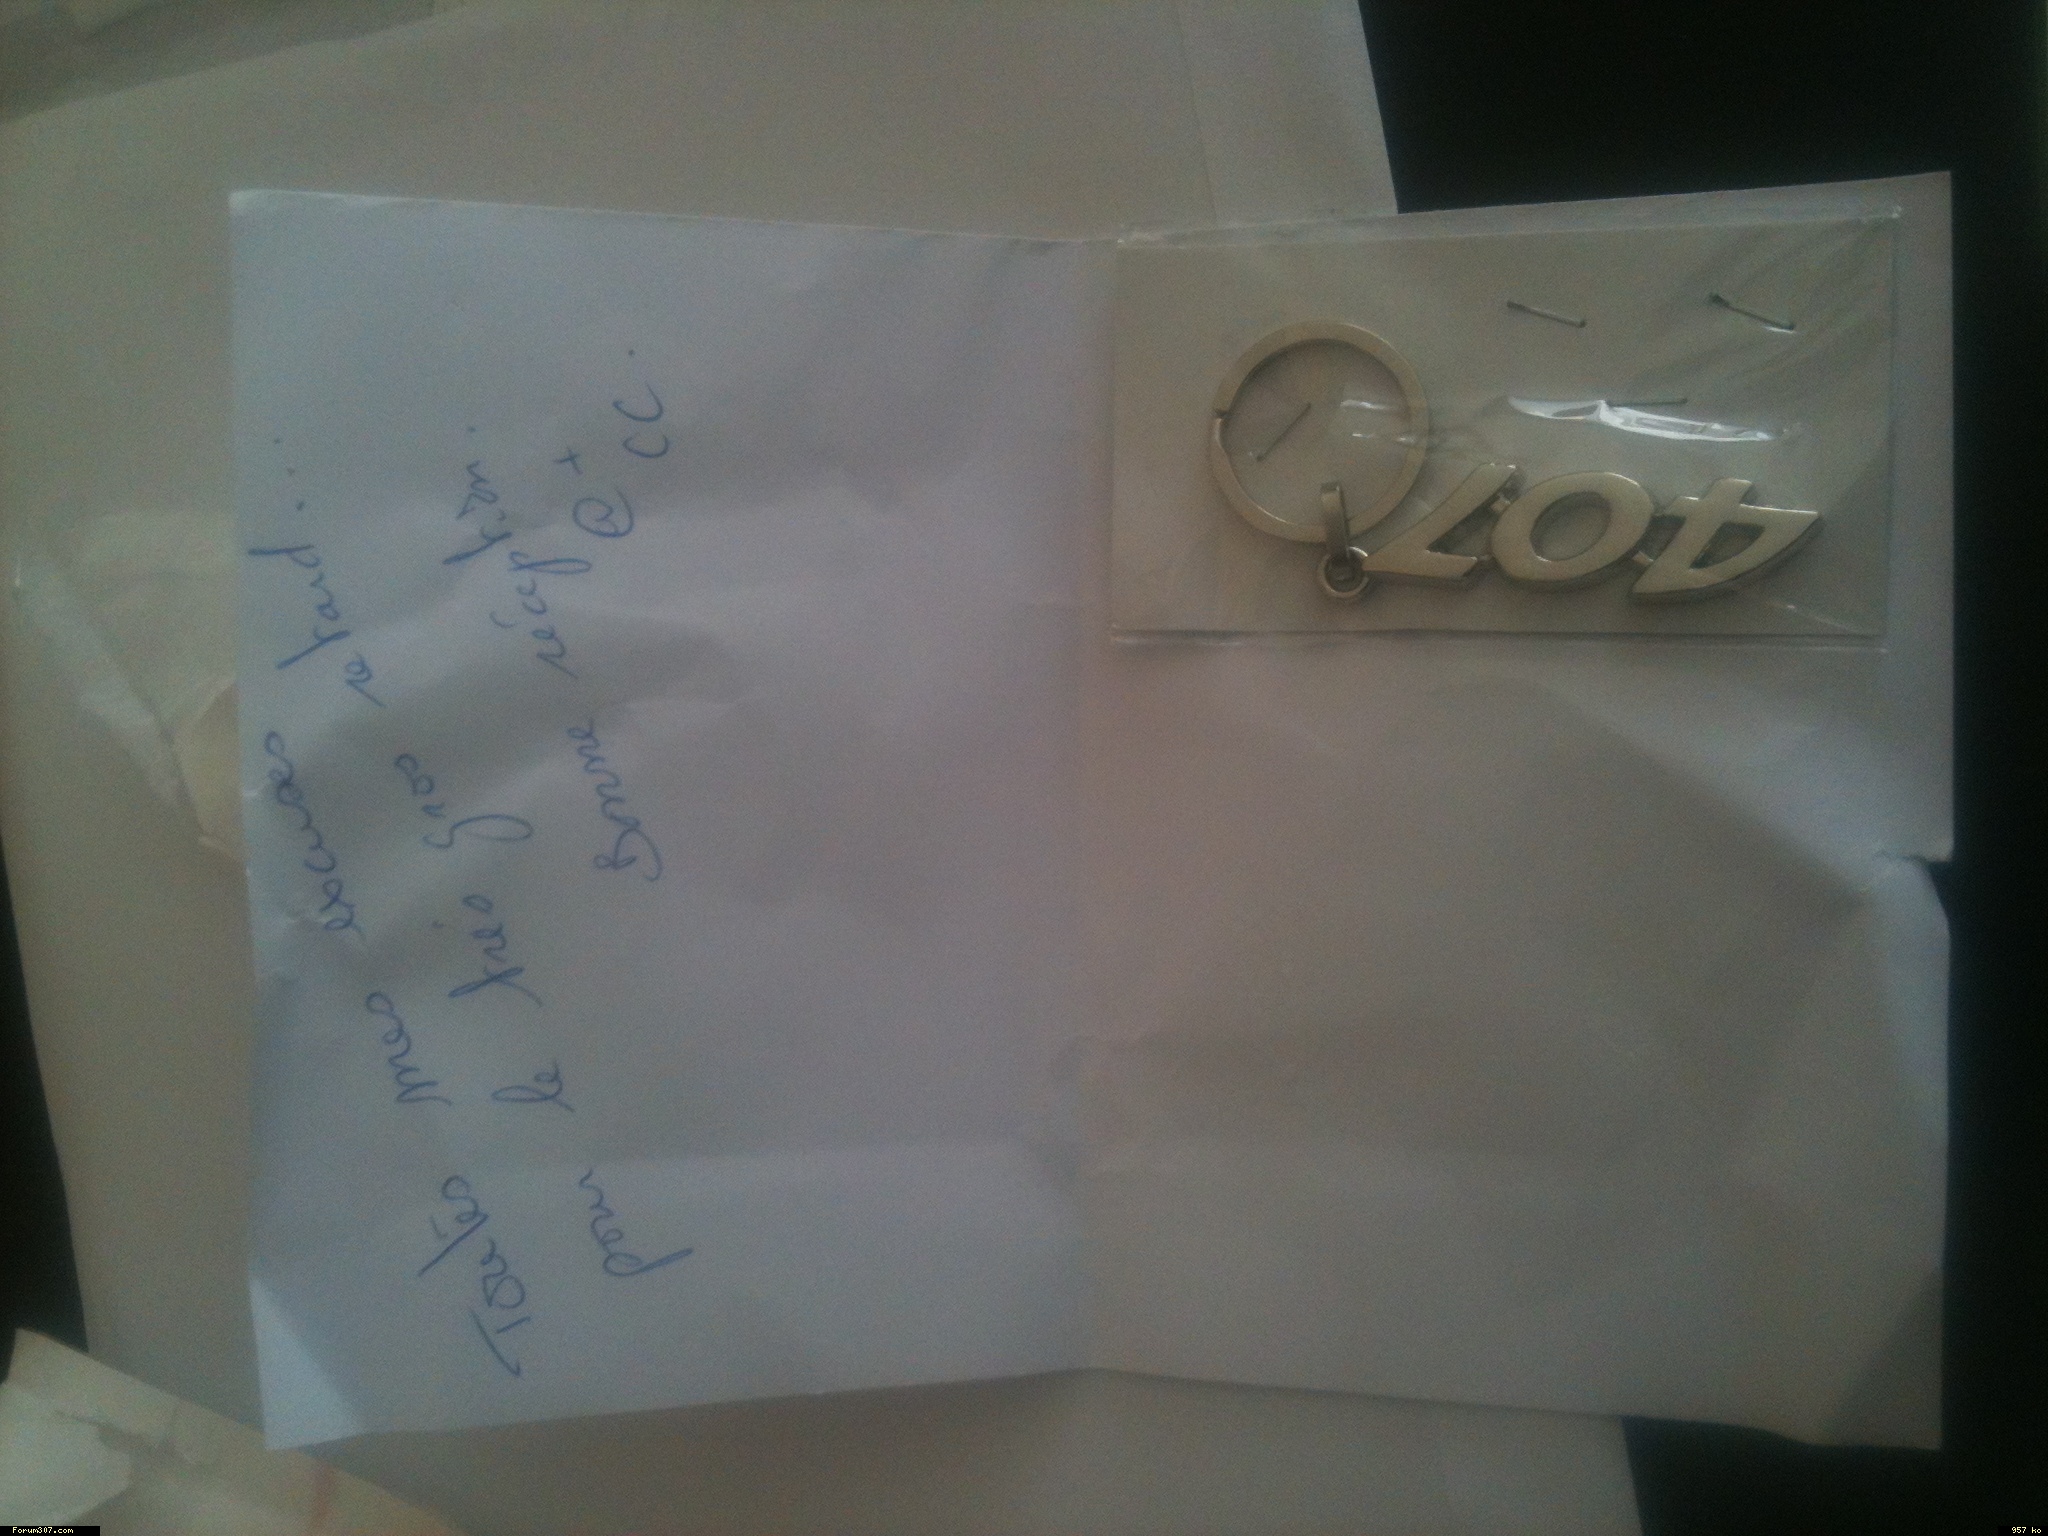 Toutes mes excuses
pour le très gros retard...
Bonne réception.
@ + CC.
407
Forum307.com
957 ko